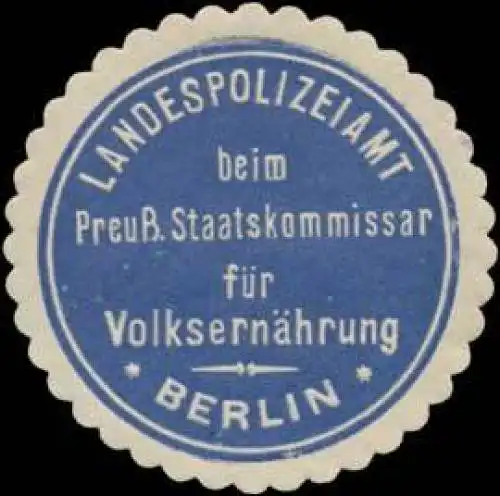 LANDESPOLIZEIAMT
beim
Preuß. Staatskommissar
für
Volksernährung
* BERLIN *